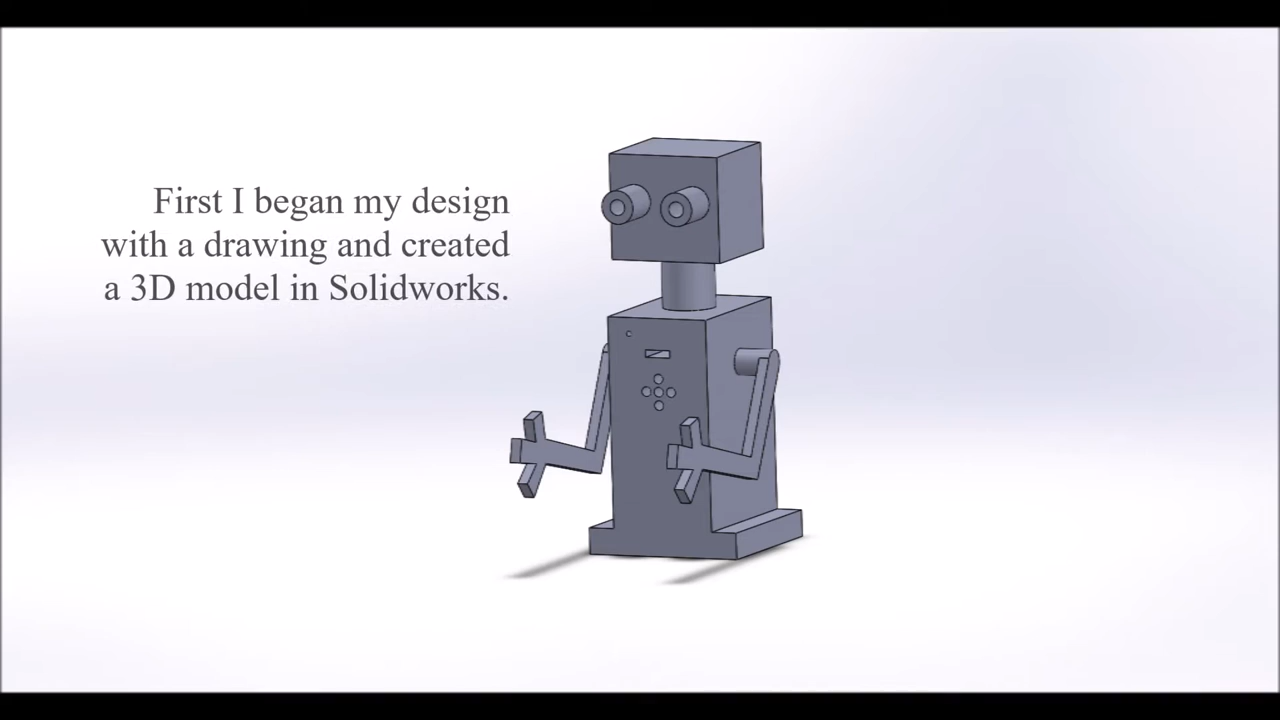 First I began my design
with a drawing and created
a 3D model in Solidworks.